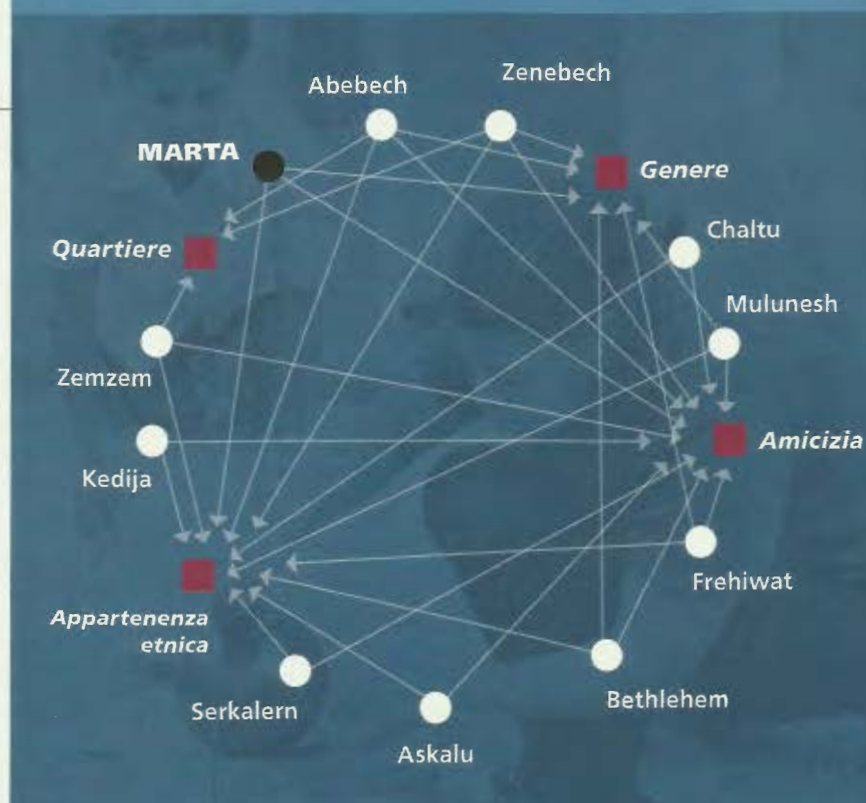 Zenebech
Abebech
MARTA
Genere
Chaltu
Quartiere
Mulunesh
Zemzem
Amicizia
Kedija
Frehiwat
Appartenenza
etnica
Bethlehem
Serkalern
Askalu